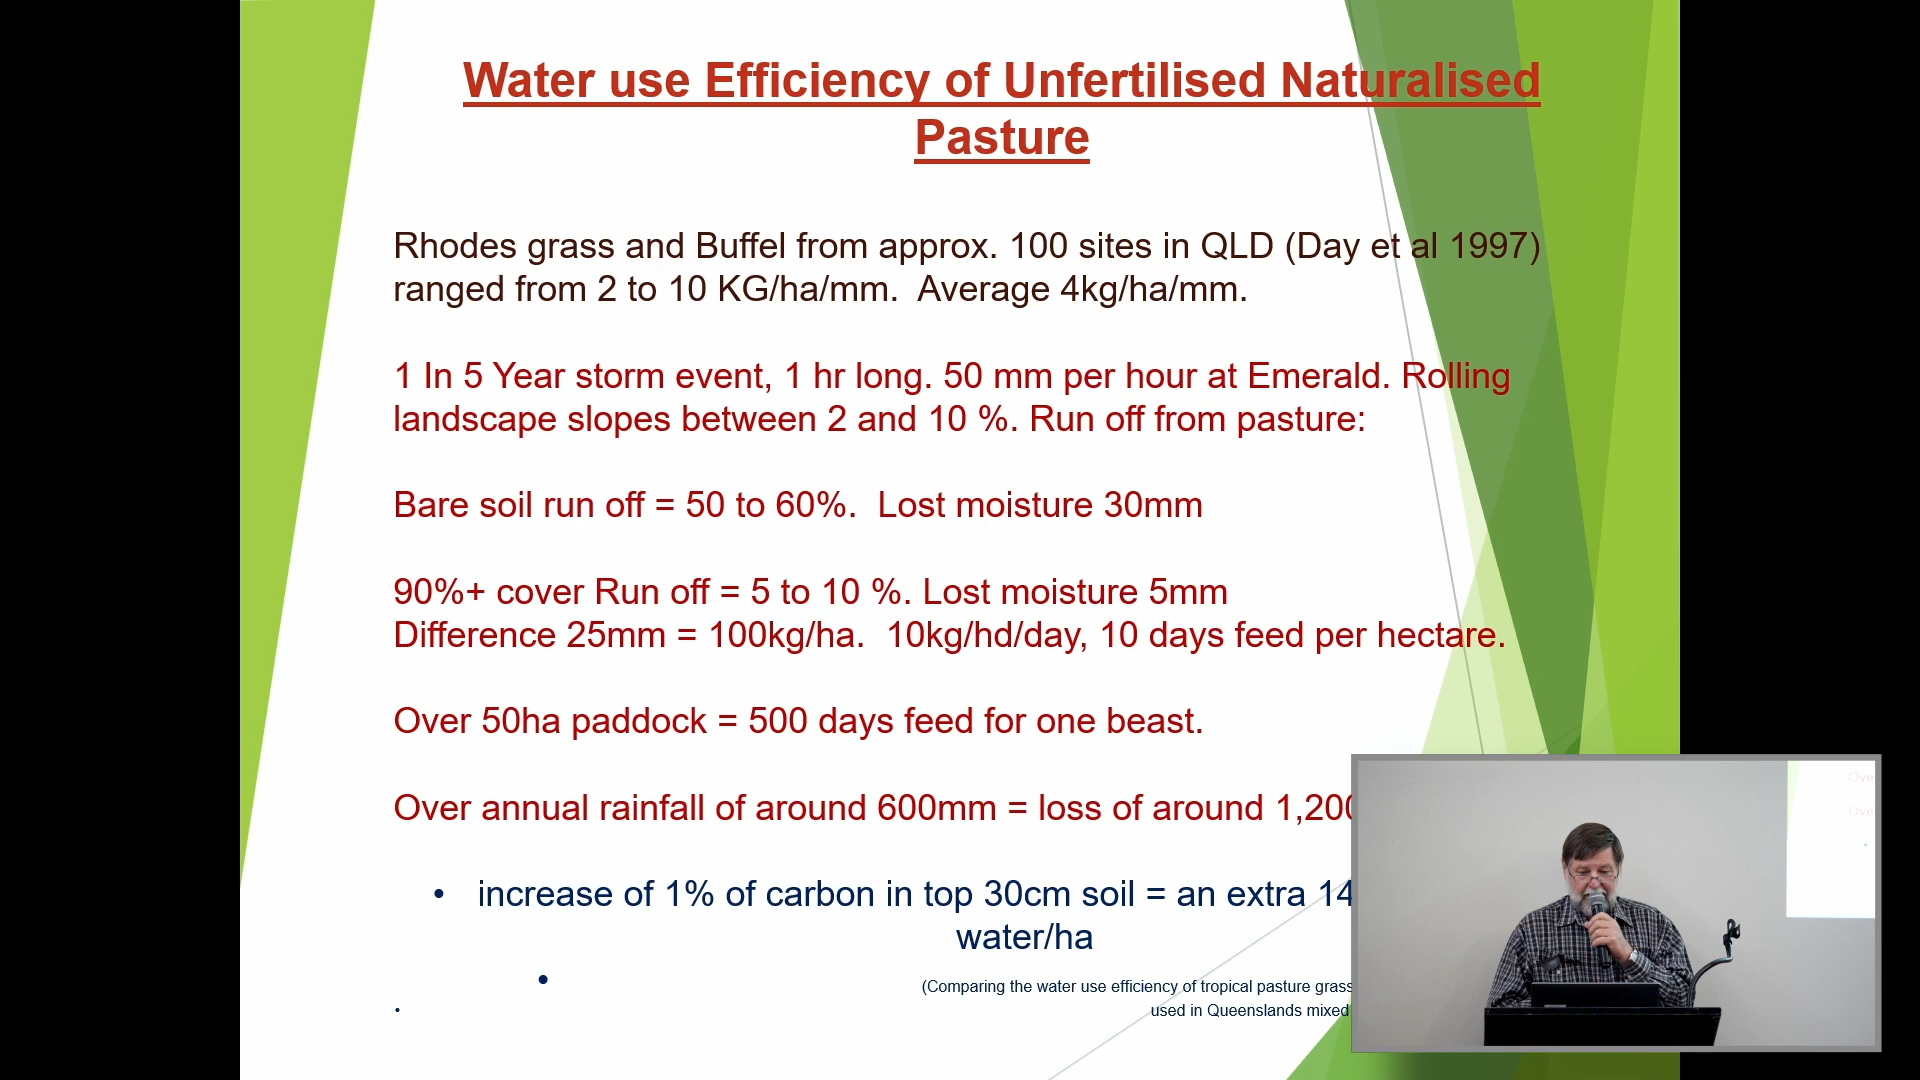 Water use Efficiency of Unfertilised Naturalised
Pasture
Rhodes grass and Buffel from approx. 100 sites in QLD (Day et al 1997)
ranged from 2 to 10 KG/ha/mm. Average 4kg/ha/mm.
1 In 5 Year storm event, 1 hr long. 50 mm per hour at Emerald. Rolling
landscape slopes between 2 and 10 %. Run off from pasture:
Bare soil run off = 50 to 60%. Lost moisture 30mm
90%+ cover Run off = 5 to 10 %. Lost moisture 5mm
Difference 25mm = 100kg/ha. 10kg/hd/day, 10 days feed per hectare.
Over 50ha paddock = 500 days feed for one beast.
Over annual rainfall of around 600mm = loss of around
• increase of 1% of carbon in top 30cm soil = an extra
water/ha
•
(Comparing the water use efficiency of tropical pasture
• used in Queenslands mixed
Ove
Ove